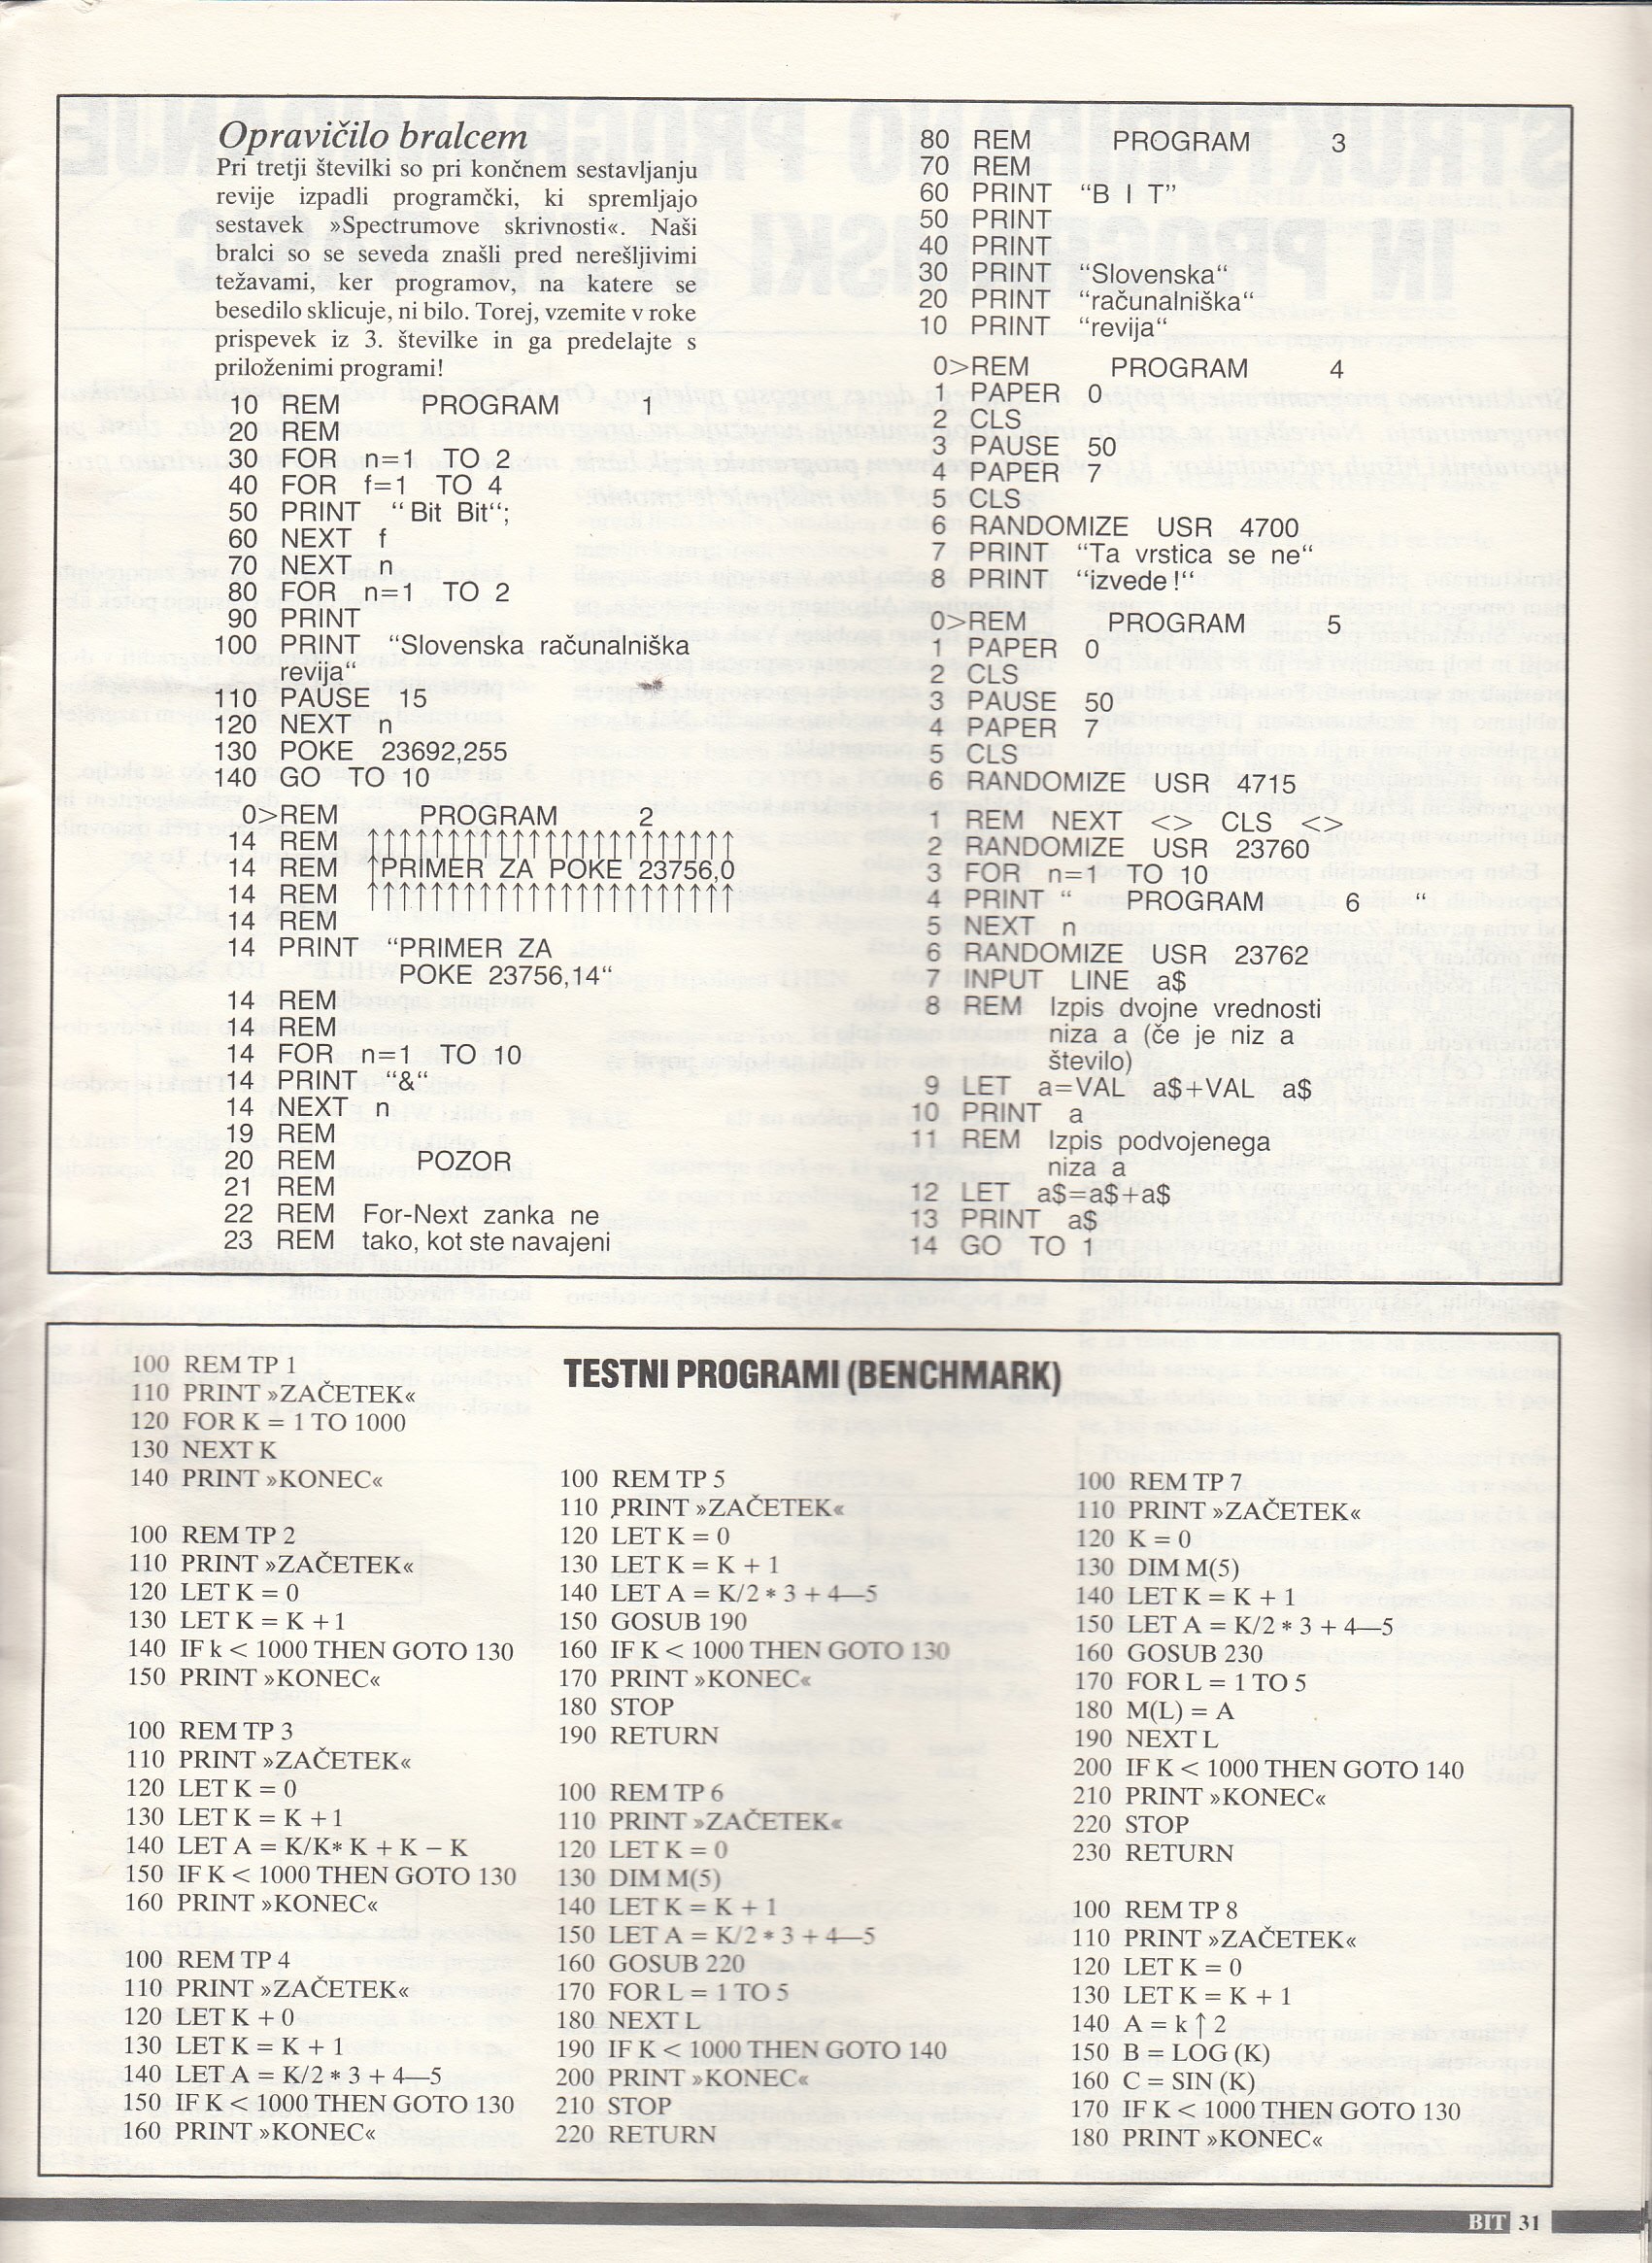 Opravičilo bralcem
Pri tretji številki so pri končnem sestavljanju
revije izpadli programčki, ki spremljajo
sestavek »Spectrumove skrivnosti«. Naši
bralci so se seveda znašli pred nerešljivimi
težavami, ker programov, na katere se
besedilo sklicuje, ni bilo. Torej, vzemite v roke
prispevek iz 3. številke in ga predelajte s
priloženimi programi!
10 REM PROGRAM 1
20 REM
30 FOR n=1 TO 2
40 FOR f=1 TO 4
50 PRINT “Bit Bit”;
60 NEXT f
70 NEXT n
80 FOR n=1 TO 2
90 PRINT
100 PRINT “Slovenska računalniška
revija“
110 PAUSE 15
120 NEXT n
130 POKE 23692,255
140 GO TO 10
0>REM PROGRAM 2
14 REM ↑↑↑↑↑↑↑↑↑↑↑↑↑↑↑↑↑↑↑↑↑↑↑
14 REM ↑PRIMER ZA POKE 23756,0
14 REM ↑↑↑↑↑↑↑↑↑↑↑↑↑↑↑↑↑↑↑↑↑↑↑
14 REM
14 PRINT “PRIMER ZA
POKE 23756,14“
14 REM
14 REM
14 FOR n=1 TO 10
14 PRINT “&“
14 NEXT n
19 REM
20 REM POZOR
21 REM
22 REM For-Next zanka ne
23 REM tako, kot ste navajeni
80 REM PROGRAM 3
70 REM
60 PRINT “B I T”
50 PRINT
40 PRINT
30 PRINT “Slovenska“
20 PRINT “računalniška“
10 PRINT “revija“
0>REM PROGRAM 4
1 PAPER 0
2 CLS
3 PAUSE 50
4 PAPER 7
5 CLS
6 RANDOMIZE USR 4700
7 PRINT “Ta vrstica se ne“
8 PRINT “izvede!“
0>REM PROGRAM 5
1 PAPER 0
2 CLS
3 PAUSE 50
4 PAPER 7
5 CLS
6 RANDOMIZE USR 4715
1 REM NEXT <> CLS <>
2 RANDOMIZE USR 23760
3 FOR n=1 TO 10
4 PRINT “ PROGRAM 6 “
5 NEXT n
6 RANDOMIZE USR 23762
7 INPUT LINE a$
8 REM Izpis dvojne vrednosti
niza a (če je niz a
število)
9 LET a=VAL a$+VAL a$
10 PRINT a
11 REM Izpis podvojenega
niza a
12 LET a$=a$+a$
13 PRINT a$
14 GO TO 1
TESTNI PROGRAMI (BENCHMARK)
100 REM TP 1
110 PRINT »ZAČETEK«
120 FOR K = 1 TO 1000
130 NEXT K
140 PRINT »KONEC«
100 REM TP 2
110 PRINT »ZAČETEK«
120 LET K = 0
130 LET K = K + 1
140 IF k < 1000 THEN GOTO 130
150 PRINT »KONEC«
100 REM TP 3
110 PRINT »ZAČETEK«
120 LET K = 0
130 LET K = K + 1
140 LET A = K/K* K + K – K
150 IF K < 1000 THEN GOTO 130
160 PRINT »KONEC«
100 REM TP 4
110 PRINT »ZAČETEK«
120 LET K + 0
130 LET K = K + 1
140 LET A = K/2 * 3 + 4—5
150 IF K < 1000 THEN GOTO 130
160 PRINT »KONEC«
100 REM TP 5
110 PRINT »ZAČETEK«
120 LET K = 0
130 LET K = K + 1
140 LET A = K/2 * 3 + 4—5
150 GOSUB 190
160 IF K < 1000 THEN GOTO 130
170 PRINT »KONEC«
180 STOP
190 RETURN
100 REM TP 6
110 PRINT »ZAČETEK«
120 LET K = 0
130 DIM M(5)
140 LET K = K + 1
150 LET A = K/2 * 3 + 4—5
160 GOSUB 220
170 FOR L = 1 TO 5
180 NEXT L
190 IF K < 1000 THEN GOTO 140
200 PRINT »KONEC«
210 STOP
220 RETURN
100 REM TP 7
110 PRINT »ZAČETEK«
120 K = 0
130 DIM M(5)
140 LET K = K + 1
150 LET A = K/2 * 3 + 4—5
160 GOSUB 230
170 FOR L = 1 TO 5
180 M(L) = A
190 NEXT L
200 IF K < 1000 THEN GOTO 140
210 PRINT »KONEC«
220 STOP
230 RETURN
100 REM TP 8
110 PRINT »ZAČETEK«
120 LET K = 0
130 LET K = K + 1
140 A = k ↑ 2
150 B = LOG (K)
160 C = SIN (K)
170 IF K < 1000 THEN GOTO 130
180 PRINT »KONEC«
BIT 31